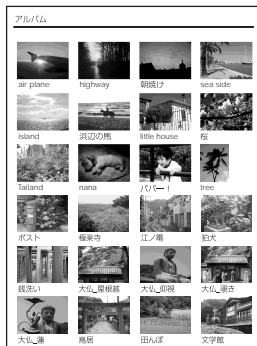 アルバム
air plane highway 朝焼け sea side
island 浜辺の馬 little house 桜
Tailand nana パパー！ tree
ポスト 極楽寺 江ノ電 狛犬
銭洗い 大仏_屋根越 大仏_仰視 大仏_覗き
大仏_蓮 鳥居 田んぼ 文学館